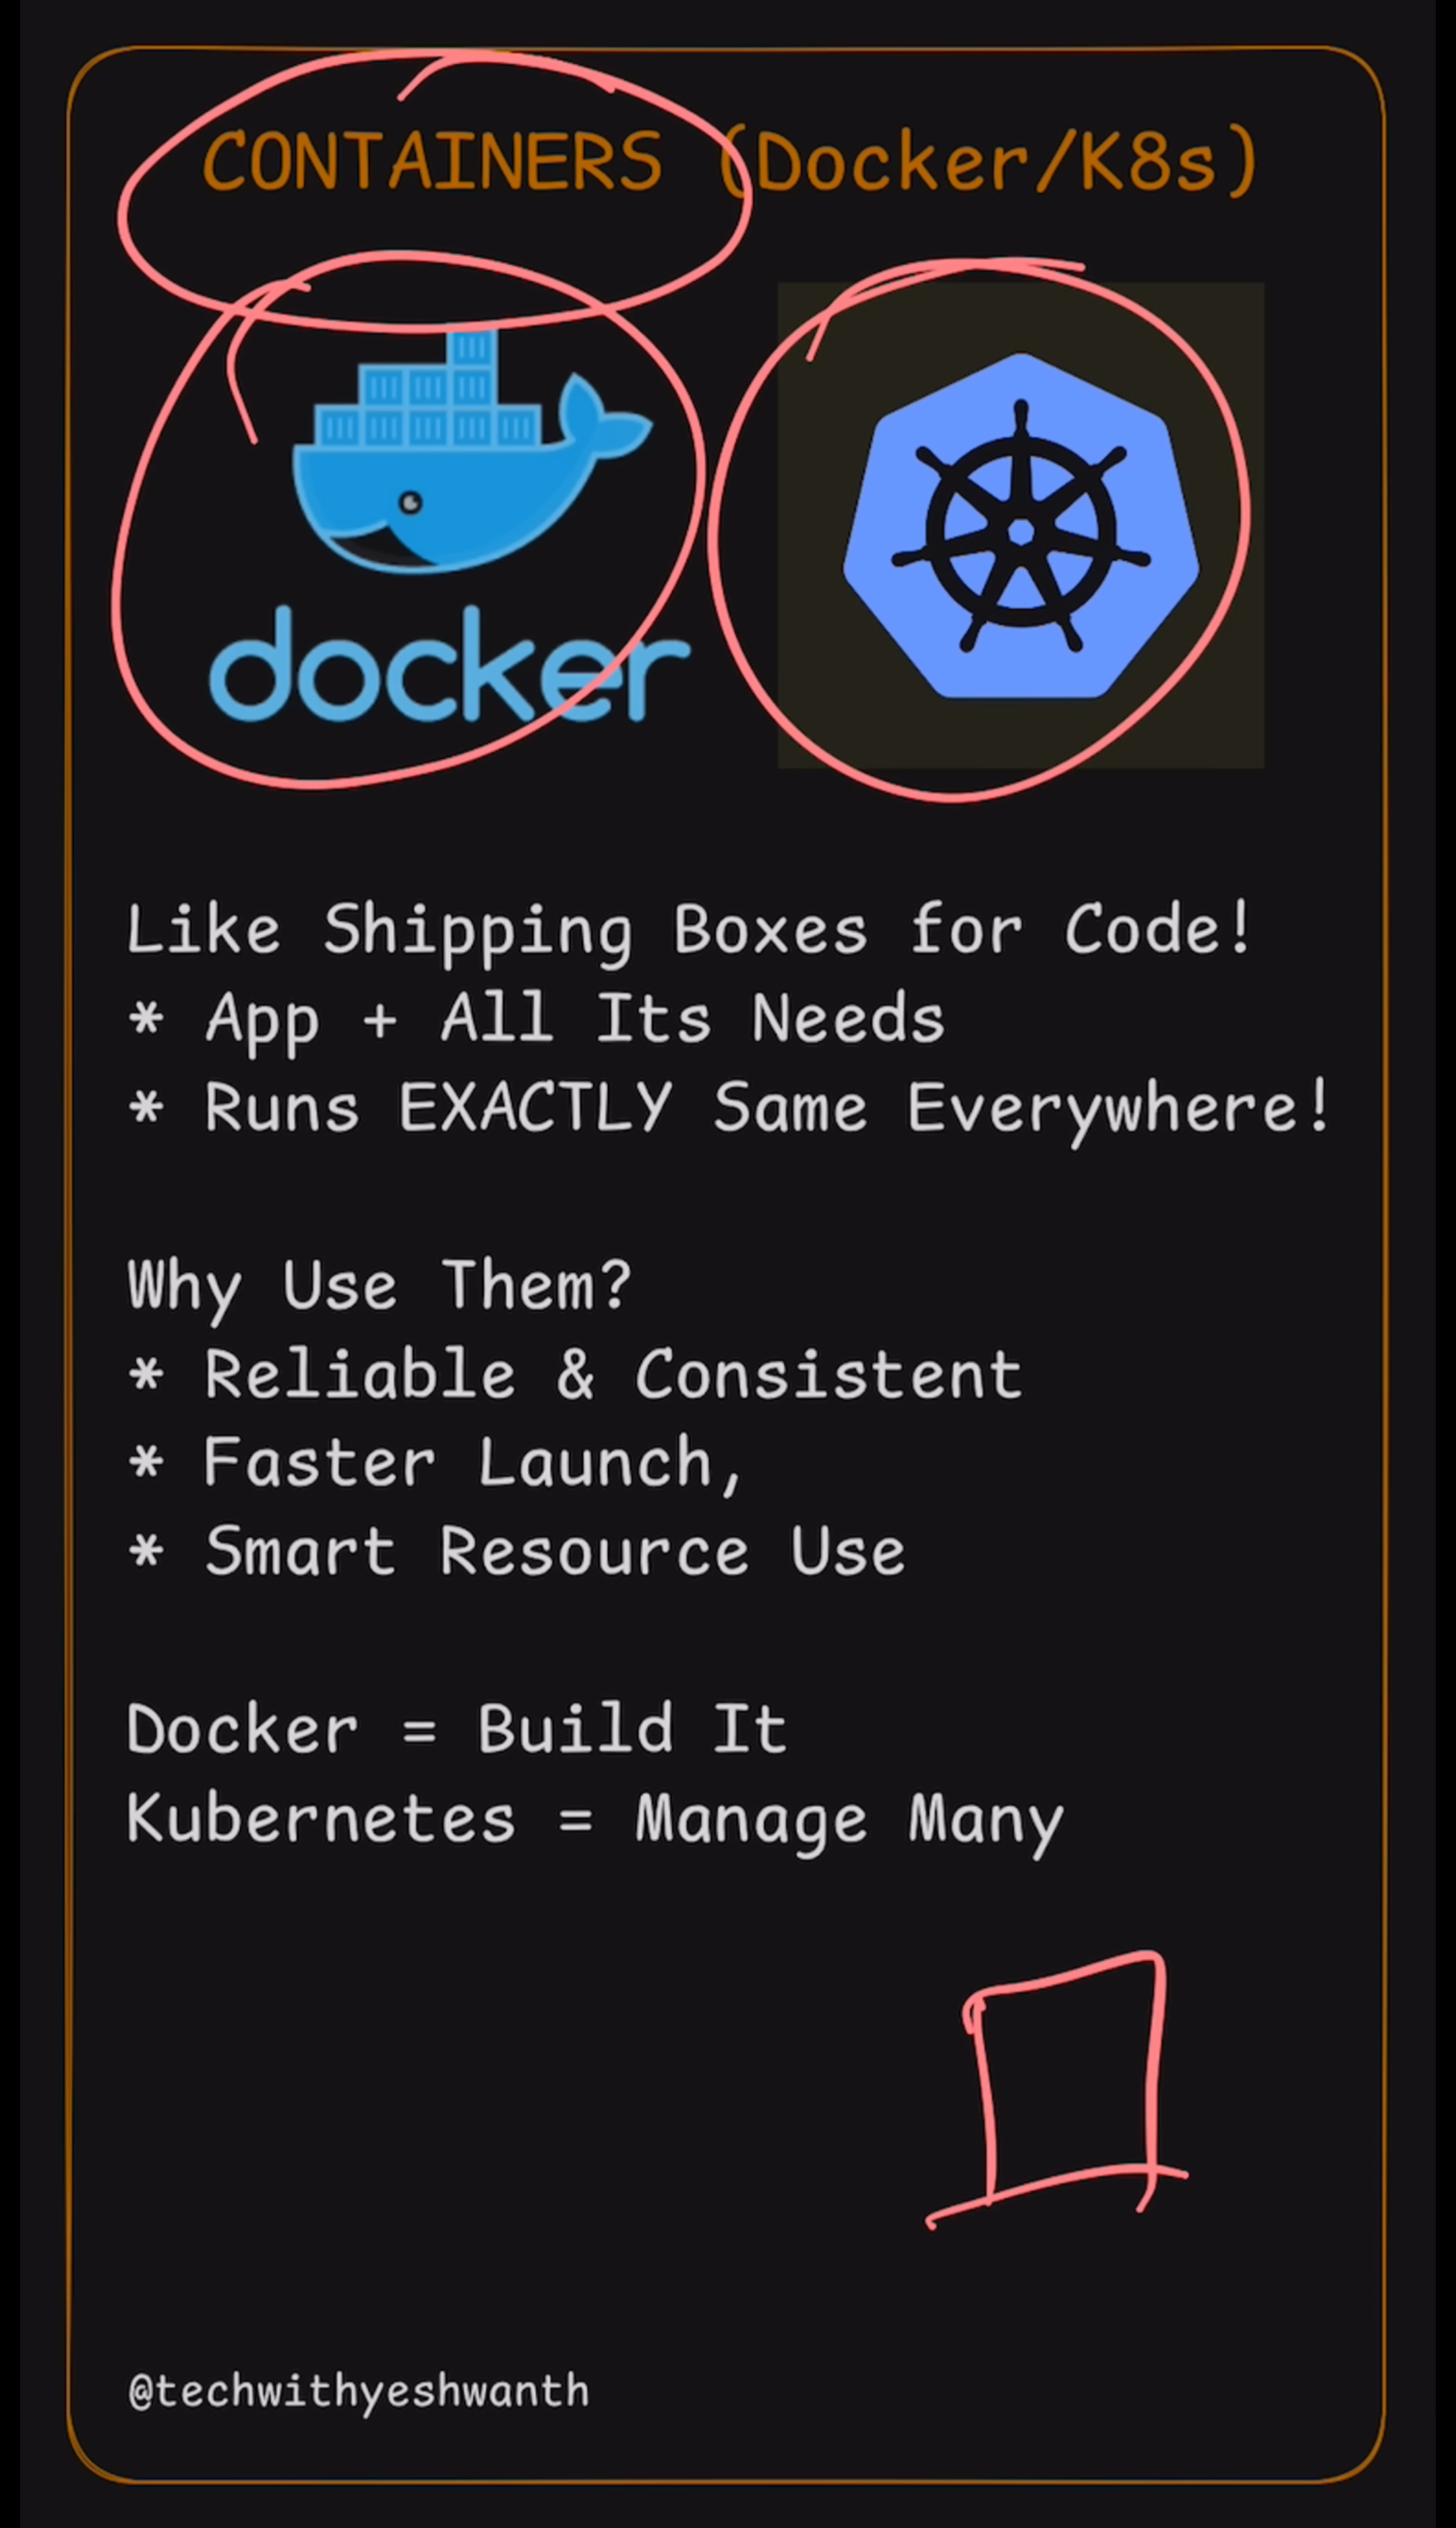 CONTAINERS (Docker/K8s)
docker
Like Shipping Boxes for Code!
* App + All Its Needs
* Runs EXACTLY Same Everywhere!
Why Use Them?
* Reliable & Consistent
* Faster Launch,
* Smart Resource Use
Docker = Build It
Kubernetes = Manage Many
@techwithyeshwanth